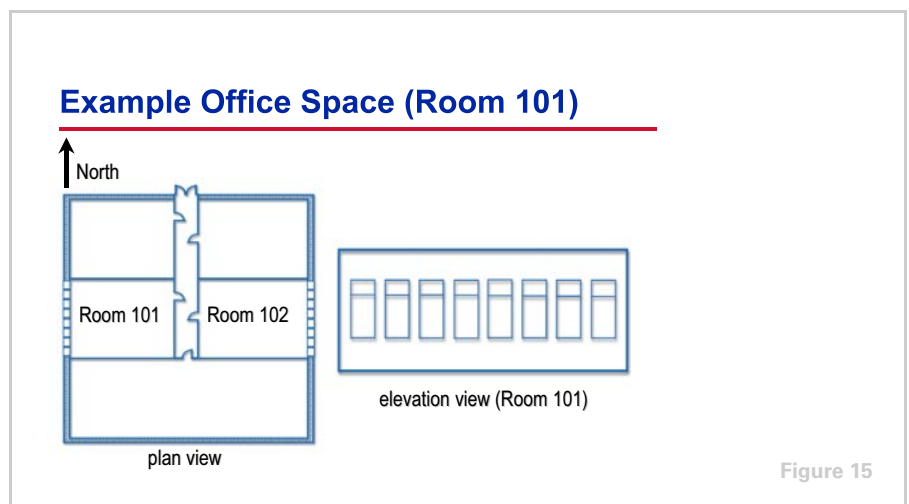 Example Office Space (Room 101)
North
Room 101
Room 102
elevation view (Room 101)
plan view
Figure 15